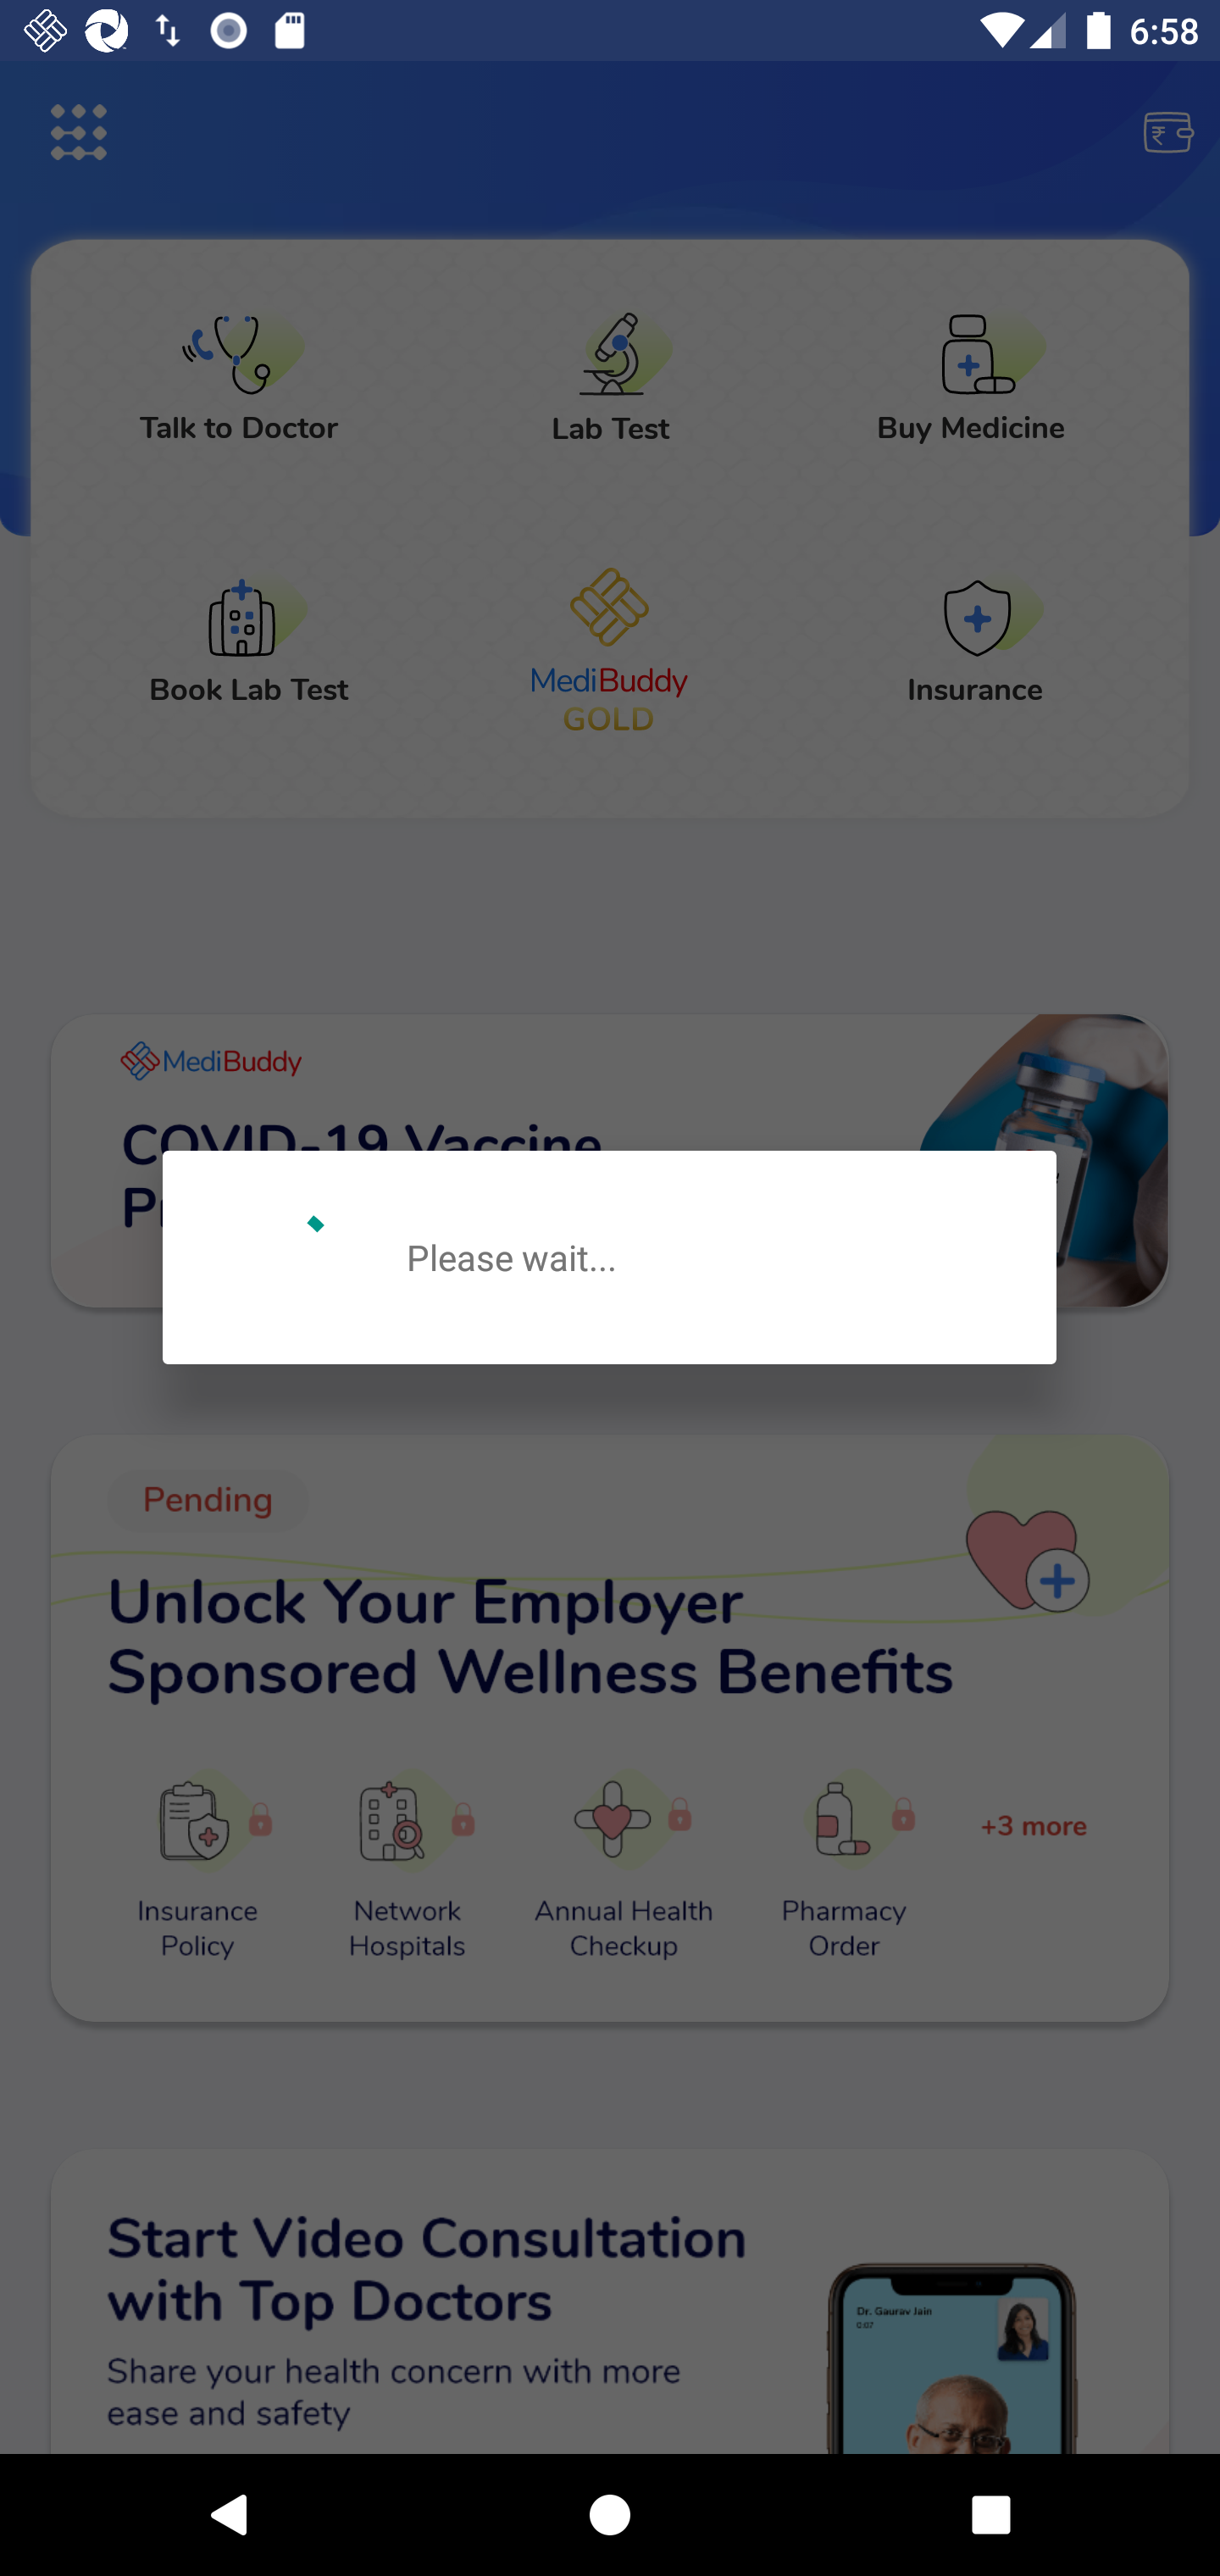 6:58
Talk to Doctor
Lab Test
Buy Medicine
Book Lab Test
MediBuddy
GOLD
Insurance
MediBuddy
COVID-19 Vaccine
Please wait...
Pending
Unlock Your Employer
Sponsored Wellness Benefits
+3 more
Insurance
Policy
Network
Hospitals
Annual Health
Checkup
Pharmacy
Order
Start Video Consultation
with Top Doctors
Dr. Gaurav Jain
0:07
Share your health concern with more
ease and safety